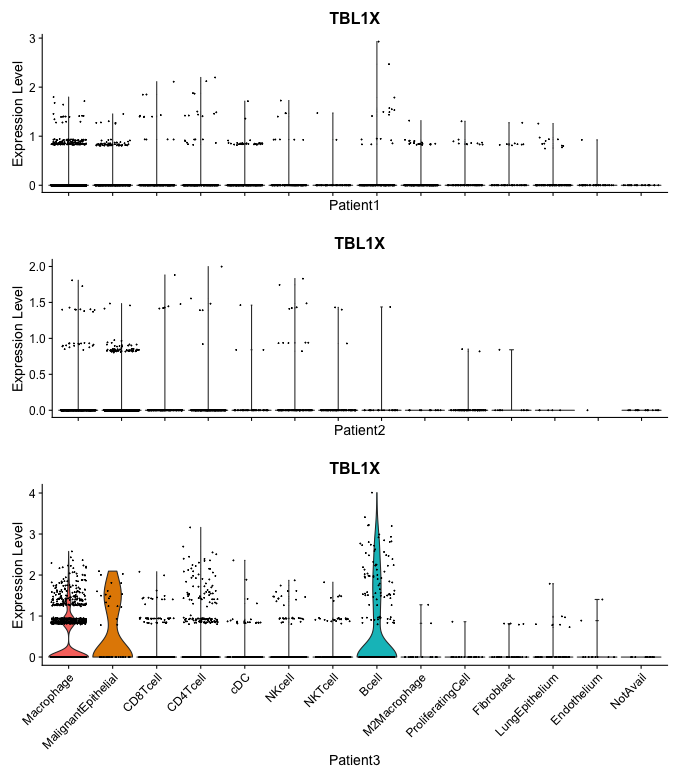 TBL1X
Expression Level
3
2
1
0
Patient1
TBL1X
Expression Level
2.0
1.5
1.0
0.5
0.0
Patient2
TBL1X
Expression Level
4
3
2
1
0
Macrophage
MalignantEpithelial
CD8Tcell
CD4Tcell
cDC
NKcell
NKTcell
Bcell
M2Macrophage
ProliferatingCell
Fibroblast
LungEpithelium
Endothelium
NotAvail
Patient3